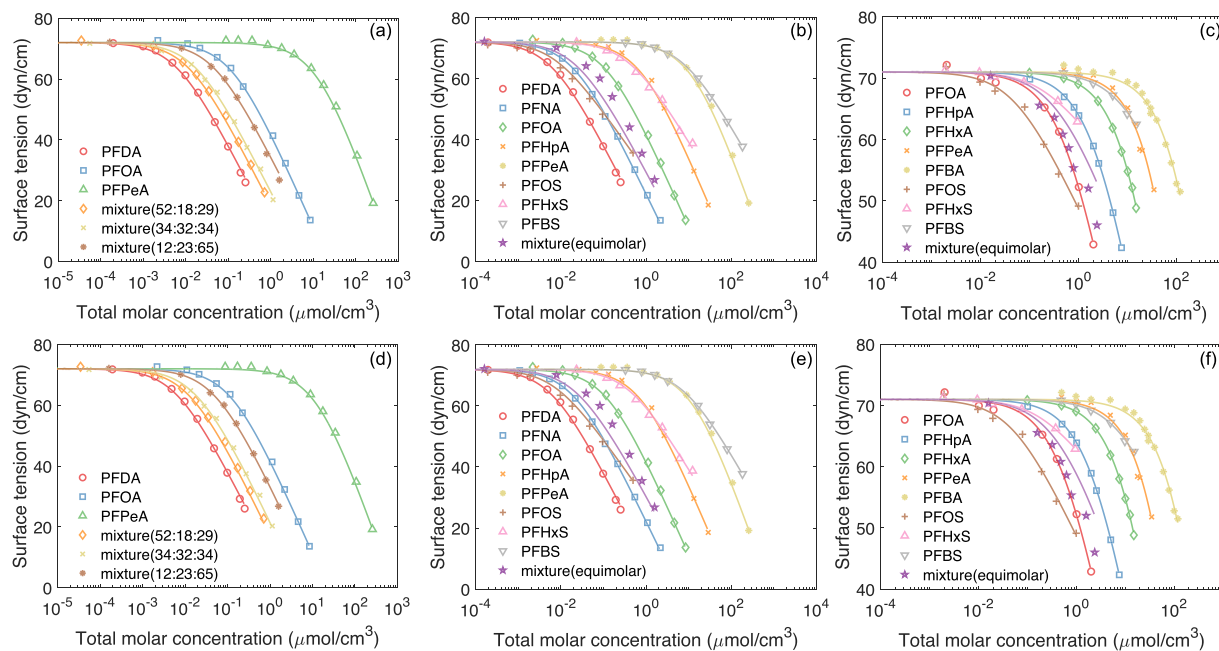 (a)
80
60
40
20
0
Surface tension (dyn/cm)
PFDA
PFOA
PFPeA
mixture(52:18:29)
mixture(34:32:34)
mixture(12:23:65)
10^-5 10^-4 10^-3 10^-2 10^-1 10^0 10^1 10^2 10^3
Total molar concentration (μmol/cm^3)
(b)
80
60
40
20
0
Surface tension (dyn/cm)
PFDA
PFNA
PFOA
PFHpA
PFPeA
PFOS
PFHxS
PFBS
mixture(equimolar)
10^-4 10^-2 10^0 10^2 10^4
Total molar concentration (μmol/cm^3)
(c)
80
70
60
50
40
Surface tension (dyn/cm)
PFOA
PFHpA
PFHxA
PFPeA
PFBA
PFOS
PFHxS
PFBS
mixture(equimolar)
10^-4 10^-2 10^0 10^2
Total molar concentration (μmol/cm^3)
(d)
80
60
40
20
0
Surface tension (dyn/cm)
PFDA
PFOA
PFPeA
mixture(52:18:29)
mixture(34:32:34)
mixture(12:23:65)
10^-5 10^-4 10^-3 10^-2 10^-1 10^0 10^1 10^2 10^3
Total molar concentration (μmol/cm^3)
(e)
80
60
40
20
0
Surface tension (dyn/cm)
PFDA
PFNA
PFOA
PFHpA
PFPeA
PFOS
PFHxS
PFBS
mixture(equimolar)
10^-4 10^-2 10^0 10^2 10^4
Total molar concentration (μmol/cm^3)
(f)
80
70
60
50
40
Surface tension (dyn/cm)
PFOA
PFHpA
PFHxA
PFPeA
PFBA
PFOS
PFHxS
PFBS
mixture(equimolar)
10^-4 10^-2 10^0 10^2
Total molar concentration (μmol/cm^3)